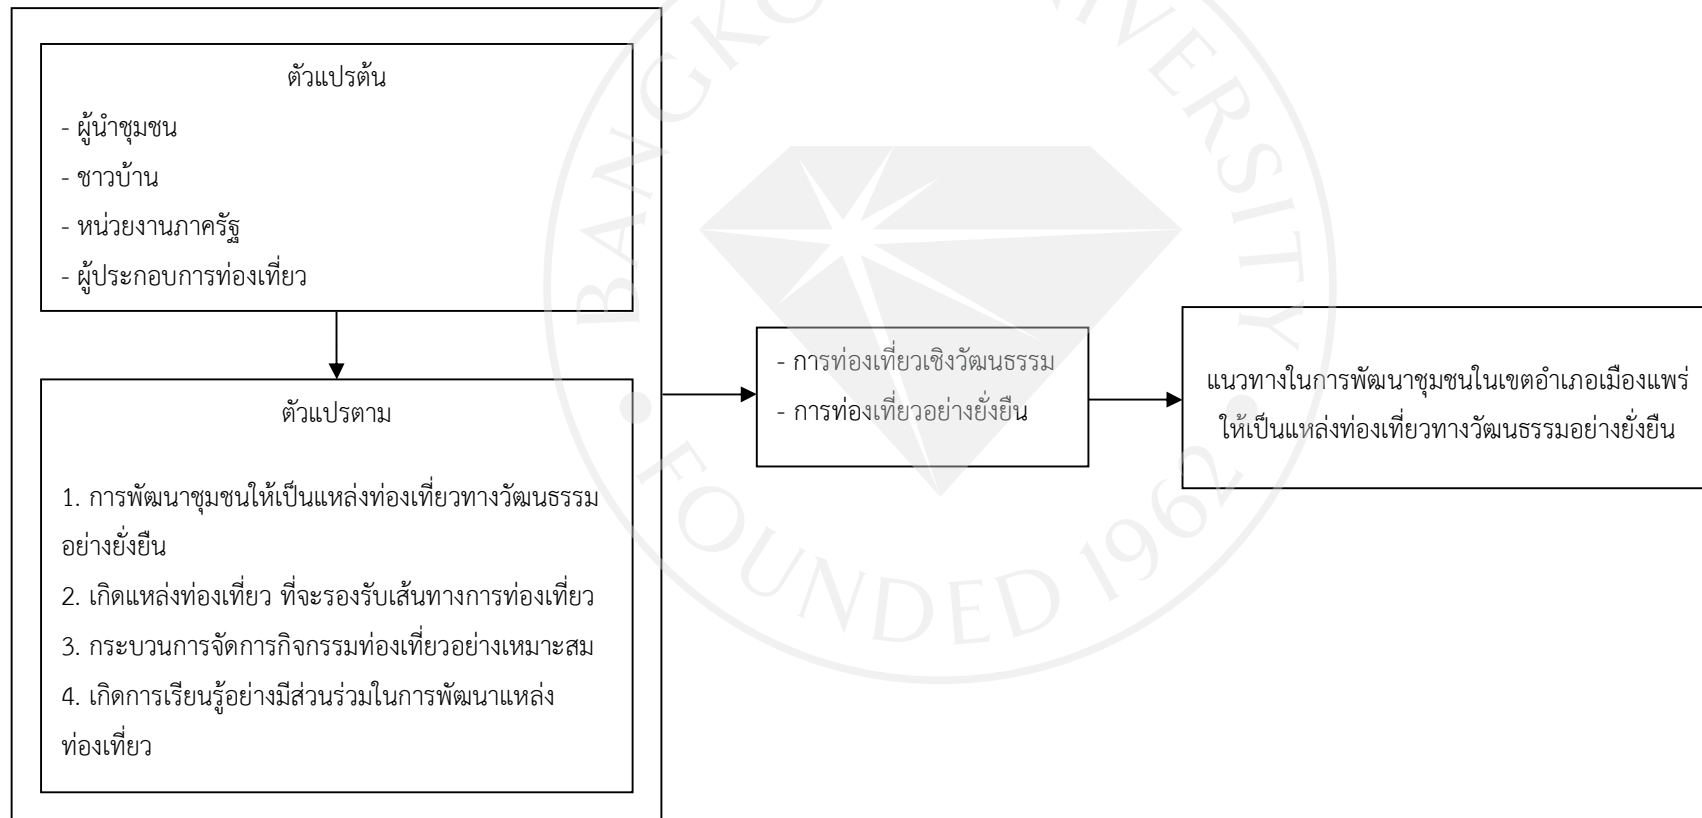 ตัวแปรต้น
- ผู้นำชุมชน
- ชาวบ้าน
- หน่วยงานภาครัฐ
- ผู้ประกอบการท่องเที่ยว
ตัวแปรตาม
1. การพัฒนาชุมชนให้เป็นแหล่งท่องเที่ยวทางวัฒนธรรม
อย่างยั่งยืน
2. เกิดแหล่งท่องเที่ยว ที่จะรองรับเส้นทางการท่องเที่ยว
3. กระบวนการจัดการกิจกรรมท่องเที่ยวอย่างเหมาะสม
4. เกิดการเรียนรู้อย่างมีส่วนร่วมในการพัฒนาแหล่ง
ท่องเที่ยว
- การท่องเที่ยวเชิงวัฒนธรรม
- การท่องเที่ยวอย่างยั่งยืน
แนวทางในการพัฒนาชุมชนในเขตอำเภอเมืองแพร่
ให้เป็นแหล่งท่องเที่ยวทางวัฒนธรรมอย่างยั่งยืน
BANGKO
IVERSITY
FOUNDED 1962